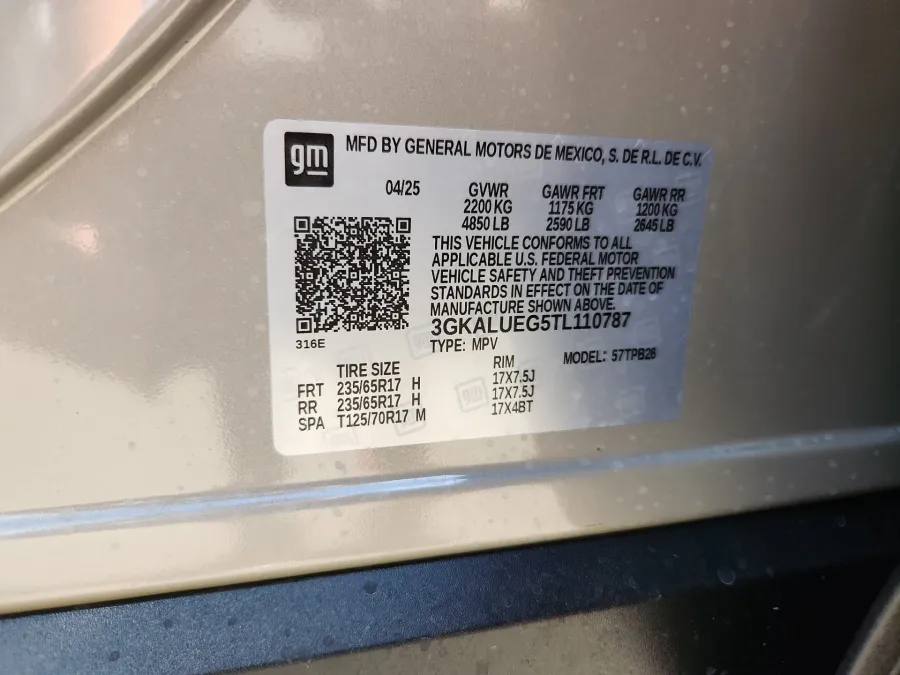 gm
MFD BY GENERAL MOTORS DE MEXICO, S. DE R.L. DE C.V.
04/25 GVWR GAWR FRT GAWR RR
2200 KG 1175 KG 1200 KG
4850 LB 2590 LB 2645 LB
THIS VEHICLE CONFORMS TO ALL
APPLICABLE U.S. FEDERAL MOTOR
VEHICLE SAFETY AND THEFT PREVENTION
STANDARDS IN EFFECT ON THE DATE OF
MANUFACTURE SHOWN ABOVE.
3GKALUEG5TL110787
316E
TYPE: MPV MODEL: 57TPB26
TIRE SIZE RIM
FRT 235/65R17 H 17X7.5J
RR 235/65R17 H 17X7.5J
SPA T125/70R17 M 17X4BT